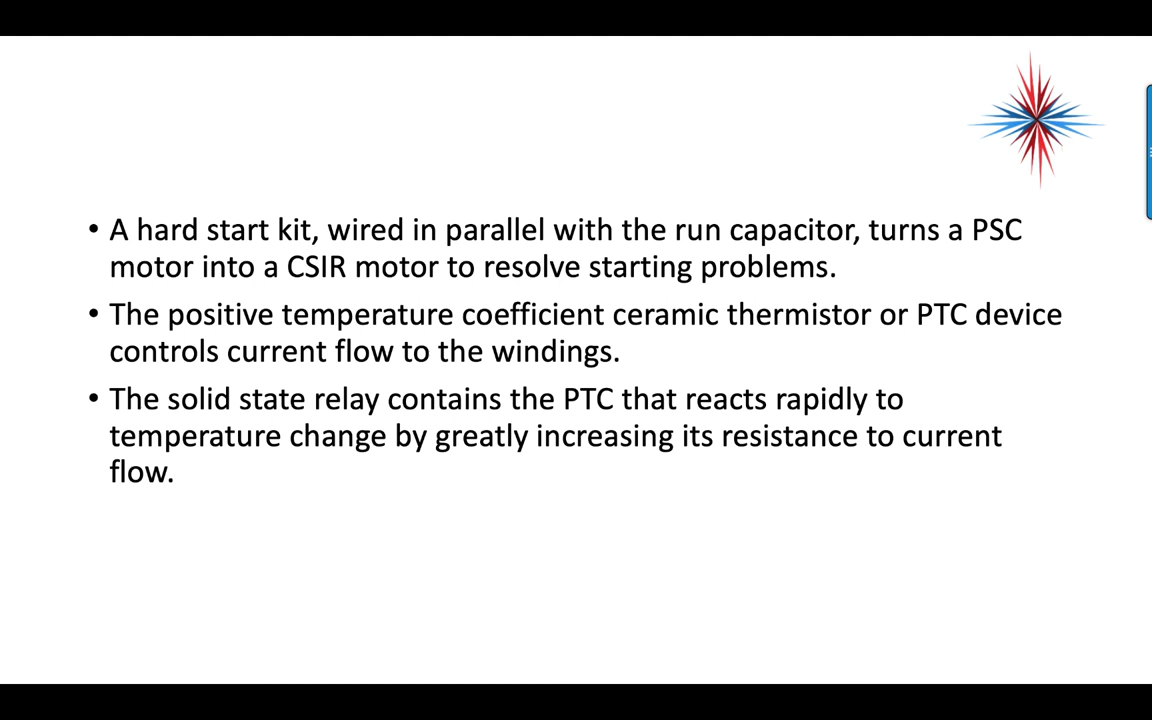 • A hard start kit, wired in parallel with the run capacitor, turns a PSC
motor into a CSIR motor to resolve starting problems.
• The positive temperature coefficient ceramic thermistor or PTC device
controls current flow to the windings.
• The solid state relay contains the PTC that reacts rapidly to
temperature change by greatly increasing its resistance to current
flow.